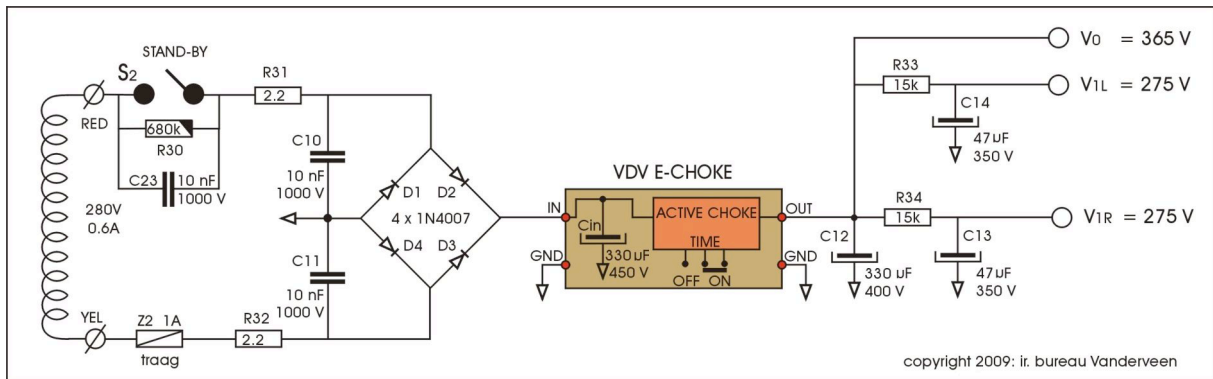 STAND-BY
S2
RED
680k
R30
C23
10 nF
1000 V
280V
0.6A
YEL
Z2 1A
traag
R31
2.2
R32
2.2
C10
10 nF
1000 V
C11
10 nF
1000 V
D1
D2
4 x 1N4007
D4
D3
VDV E-CHOKE
IN
OUT
Cin
ACTIVE CHOKE
TIME
OFF ON
330 uF
450 V
GND
GND
C12
330 uF
400 V
R33
15k
C14
47 uF
350 V
R34
15k
C13
47 uF
350 V
V0 = 365 V
V1L = 275 V
V1R = 275 V
copyright 2009: ir. bureau Vanderveen